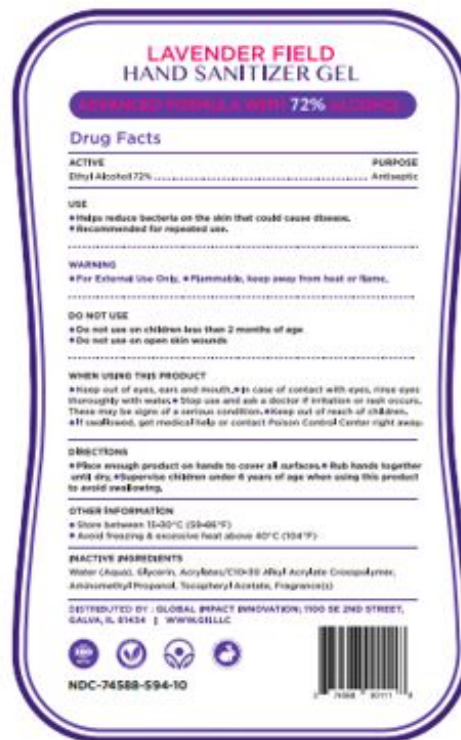 LAVENDER FIELD
HAND SANITIZER GEL
ADVANCED FORMULA WITH 72% ALCOHOL
Drug Facts
ACTIVE PURPOSE
Ethyl Alcohol 72% Antiseptic
USE
• Helps reduce bacteria on the skin that could cause disease.
• Recommended for repeated use.
WARNING
• For External Use Only. • Flammable, keep away from heat or flame.
DO NOT USE
• Do not use on children less than 2 months of age
• Do not use on open skin wounds
WHEN USING THIS PRODUCT
• Keep out of eyes, ears and mouth. • In case of contact with eyes, rinse eyes
thoroughly with water. • Stop use and ask a doctor if irritation or rash occurs.
These may be signs of a serious condition. • Keep out of reach of children.
• If swallowed, get medical help or contact Poison Control Center right away.
DIRECTIONS
• Place enough product on hands to cover all surfaces. • Rub hands together
until dry. • Supervise children under 6 years of age when using this product
to avoid swallowing.
OTHER INFORMATION
• Store between 15-30°C (59-86°F)
• Avoid freezing & excessive heat above 40°C (104°F)
INACTIVE INGREDIENTS
Water (Aqua), Glycerin, Acrylates/C10-30 Alkyl Acrylate Crosspolymer,
Aminomethyl Propanol, Tocopheryl Acetate, Fragrance(s)
DISTRIBUTED BY : GLOBAL IMPACT INNOVATION; 1100 SE 2ND STREET,
GALVA, IL 61434 | WWW.GII.LLC
ISO
NDC-74588-594-10